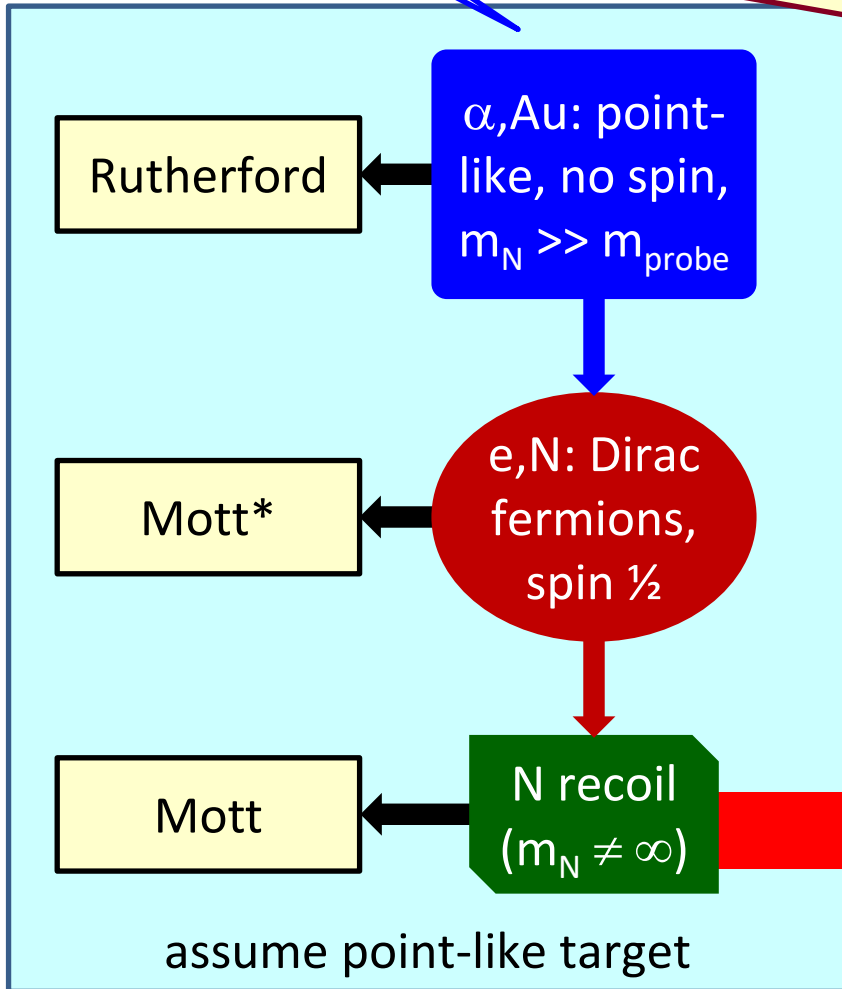 Rutherford
α,Au: point-
like, no spin,
m_N >> m_probe
Mott*
e,N: Dirac
fermions,
spin ½
Mott
N recoil
(m_N ≠ ∞)
assume point-like target